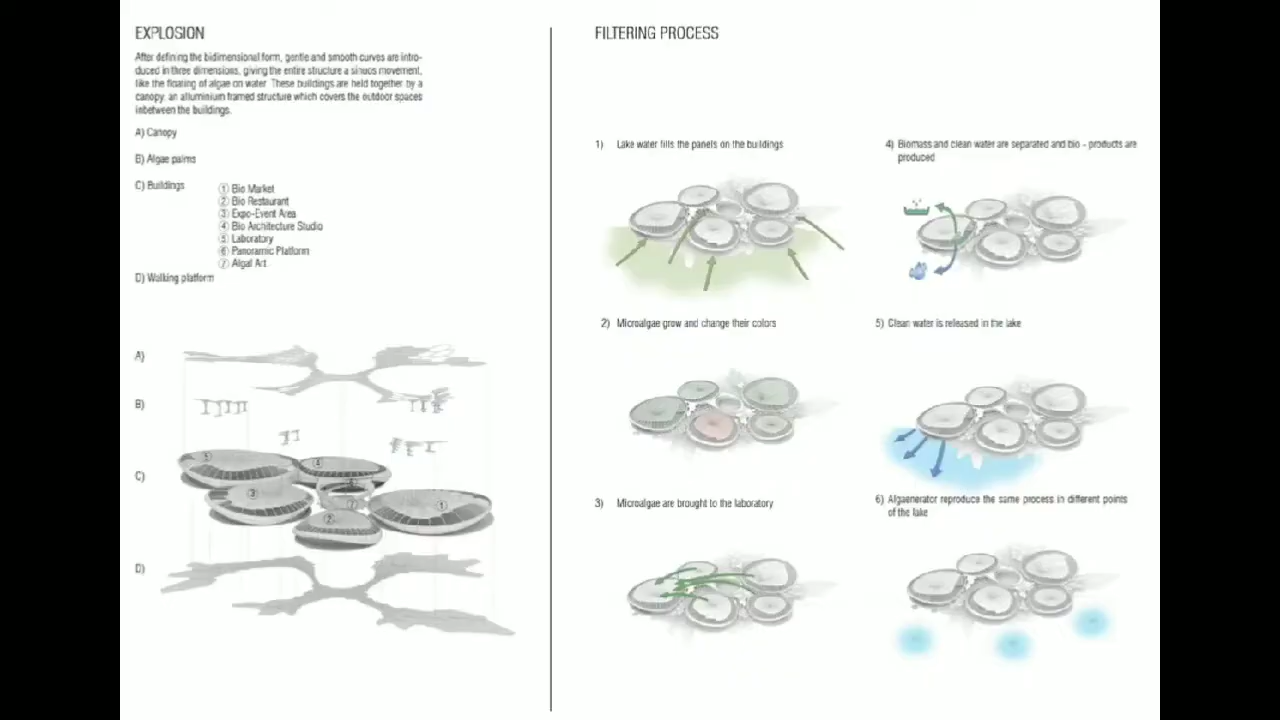 EXPLOSION
After defining the bidimensional form, gentle and smooth curves are intro-
duced in three dimensions, giving the entire structure a sinuos movement,
like the floating of algae on water. These buildings are held together by a
canopy: an alluminium framed structure which covers the outdoor spaces
inbetween the buildings.
A) Canopy
B) Algae palms
C) Buildings
① Bio Market
② Bio Restaurant
③ Expo-Event Area
④ Bio Architecture Studio
⑤ Laboratory
⑥ Panoramic Platform
⑦ Algal Art
D) Walking platform
A)
B)
C)
⑤
④
③
⑥
⑦
①
②
D)
FILTERING PROCESS
1) Lake water fills the panels on the buildings
2) Microalgae grow and change their colors
3) Microalgae are brought to the laboratory
4) Biomass and clean water are separated and bio - products are
produced
5) Clean water is released in the lake
6) Algaenerator reproduce the same process in different points
of the lake